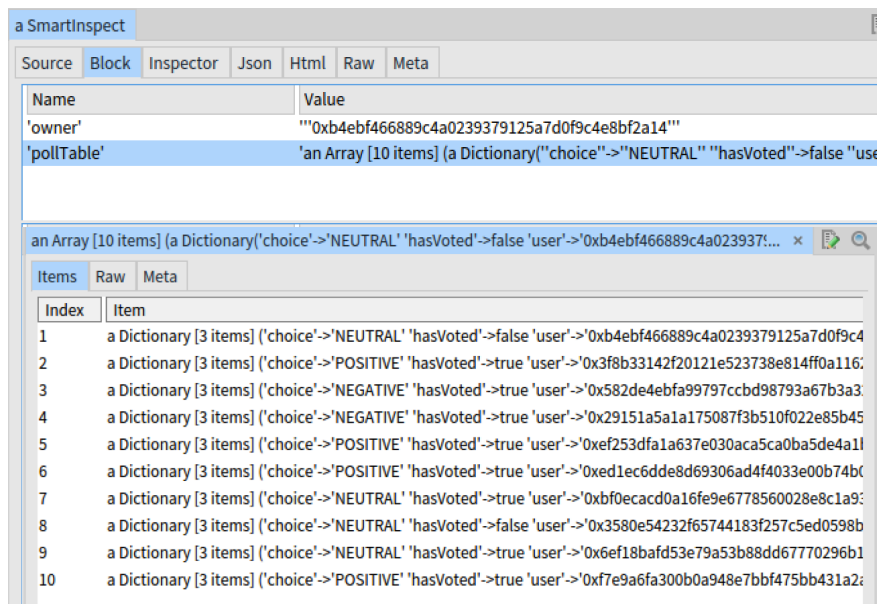 a SmartInspect
Source Block Inspector Json Html Raw Meta
Name Value
'owner' '''0xb4ebf466889c4a0239379125a7d0f9c4e8bf2a14'''
'pollTable' 'an Array [10 items] (a Dictionary(''choice''->''NEUTRAL'' ''hasVoted''->false ''use
an Array [10 items] (a Dictionary('choice'->'NEUTRAL' 'hasVoted'->false 'user'->'0xb4ebf466889c4a023937!... ×
Items Raw Meta
Index Item
1 a Dictionary [3 items] ('choice'->'NEUTRAL' 'hasVoted'->false 'user'->'0xb4ebf466889c4a0239379125a7d0f9c4
2 a Dictionary [3 items] ('choice'->'POSITIVE' 'hasVoted'->true 'user'->'0x3f8b33142f20121e523738e814ff0a1162
3 a Dictionary [3 items] ('choice'->'NEGATIVE' 'hasVoted'->true 'user'->'0x582de4ebfa99797ccbd98793a67b3a3
4 a Dictionary [3 items] ('choice'->'NEGATIVE' 'hasVoted'->true 'user'->'0x29151a5a1a175087f3b510f022e85b45
5 a Dictionary [3 items] ('choice'->'POSITIVE' 'hasVoted'->true 'user'->'0xef253dfa1a637e030aca5ca0ba5de4a1
6 a Dictionary [3 items] ('choice'->'POSITIVE' 'hasVoted'->true 'user'->'0xed1ec6dde8d69306ad4f4033e00b74b0
7 a Dictionary [3 items] ('choice'->'NEUTRAL' 'hasVoted'->true 'user'->'0xbf0ecacd0a16fe9e6778560028e8c1a93
8 a Dictionary [3 items] ('choice'->'NEUTRAL' 'hasVoted'->false 'user'->'0x3580e54232f65744183f257c5ed0598b
9 a Dictionary [3 items] ('choice'->'NEUTRAL' 'hasVoted'->true 'user'->'0x6ef18bafd53e79a53b88dd67770296b1
10 a Dictionary [3 items] ('choice'->'POSITIVE' 'hasVoted'->true 'user'->'0xf7e9a6fa300b0a948e7bbf475bb431a2